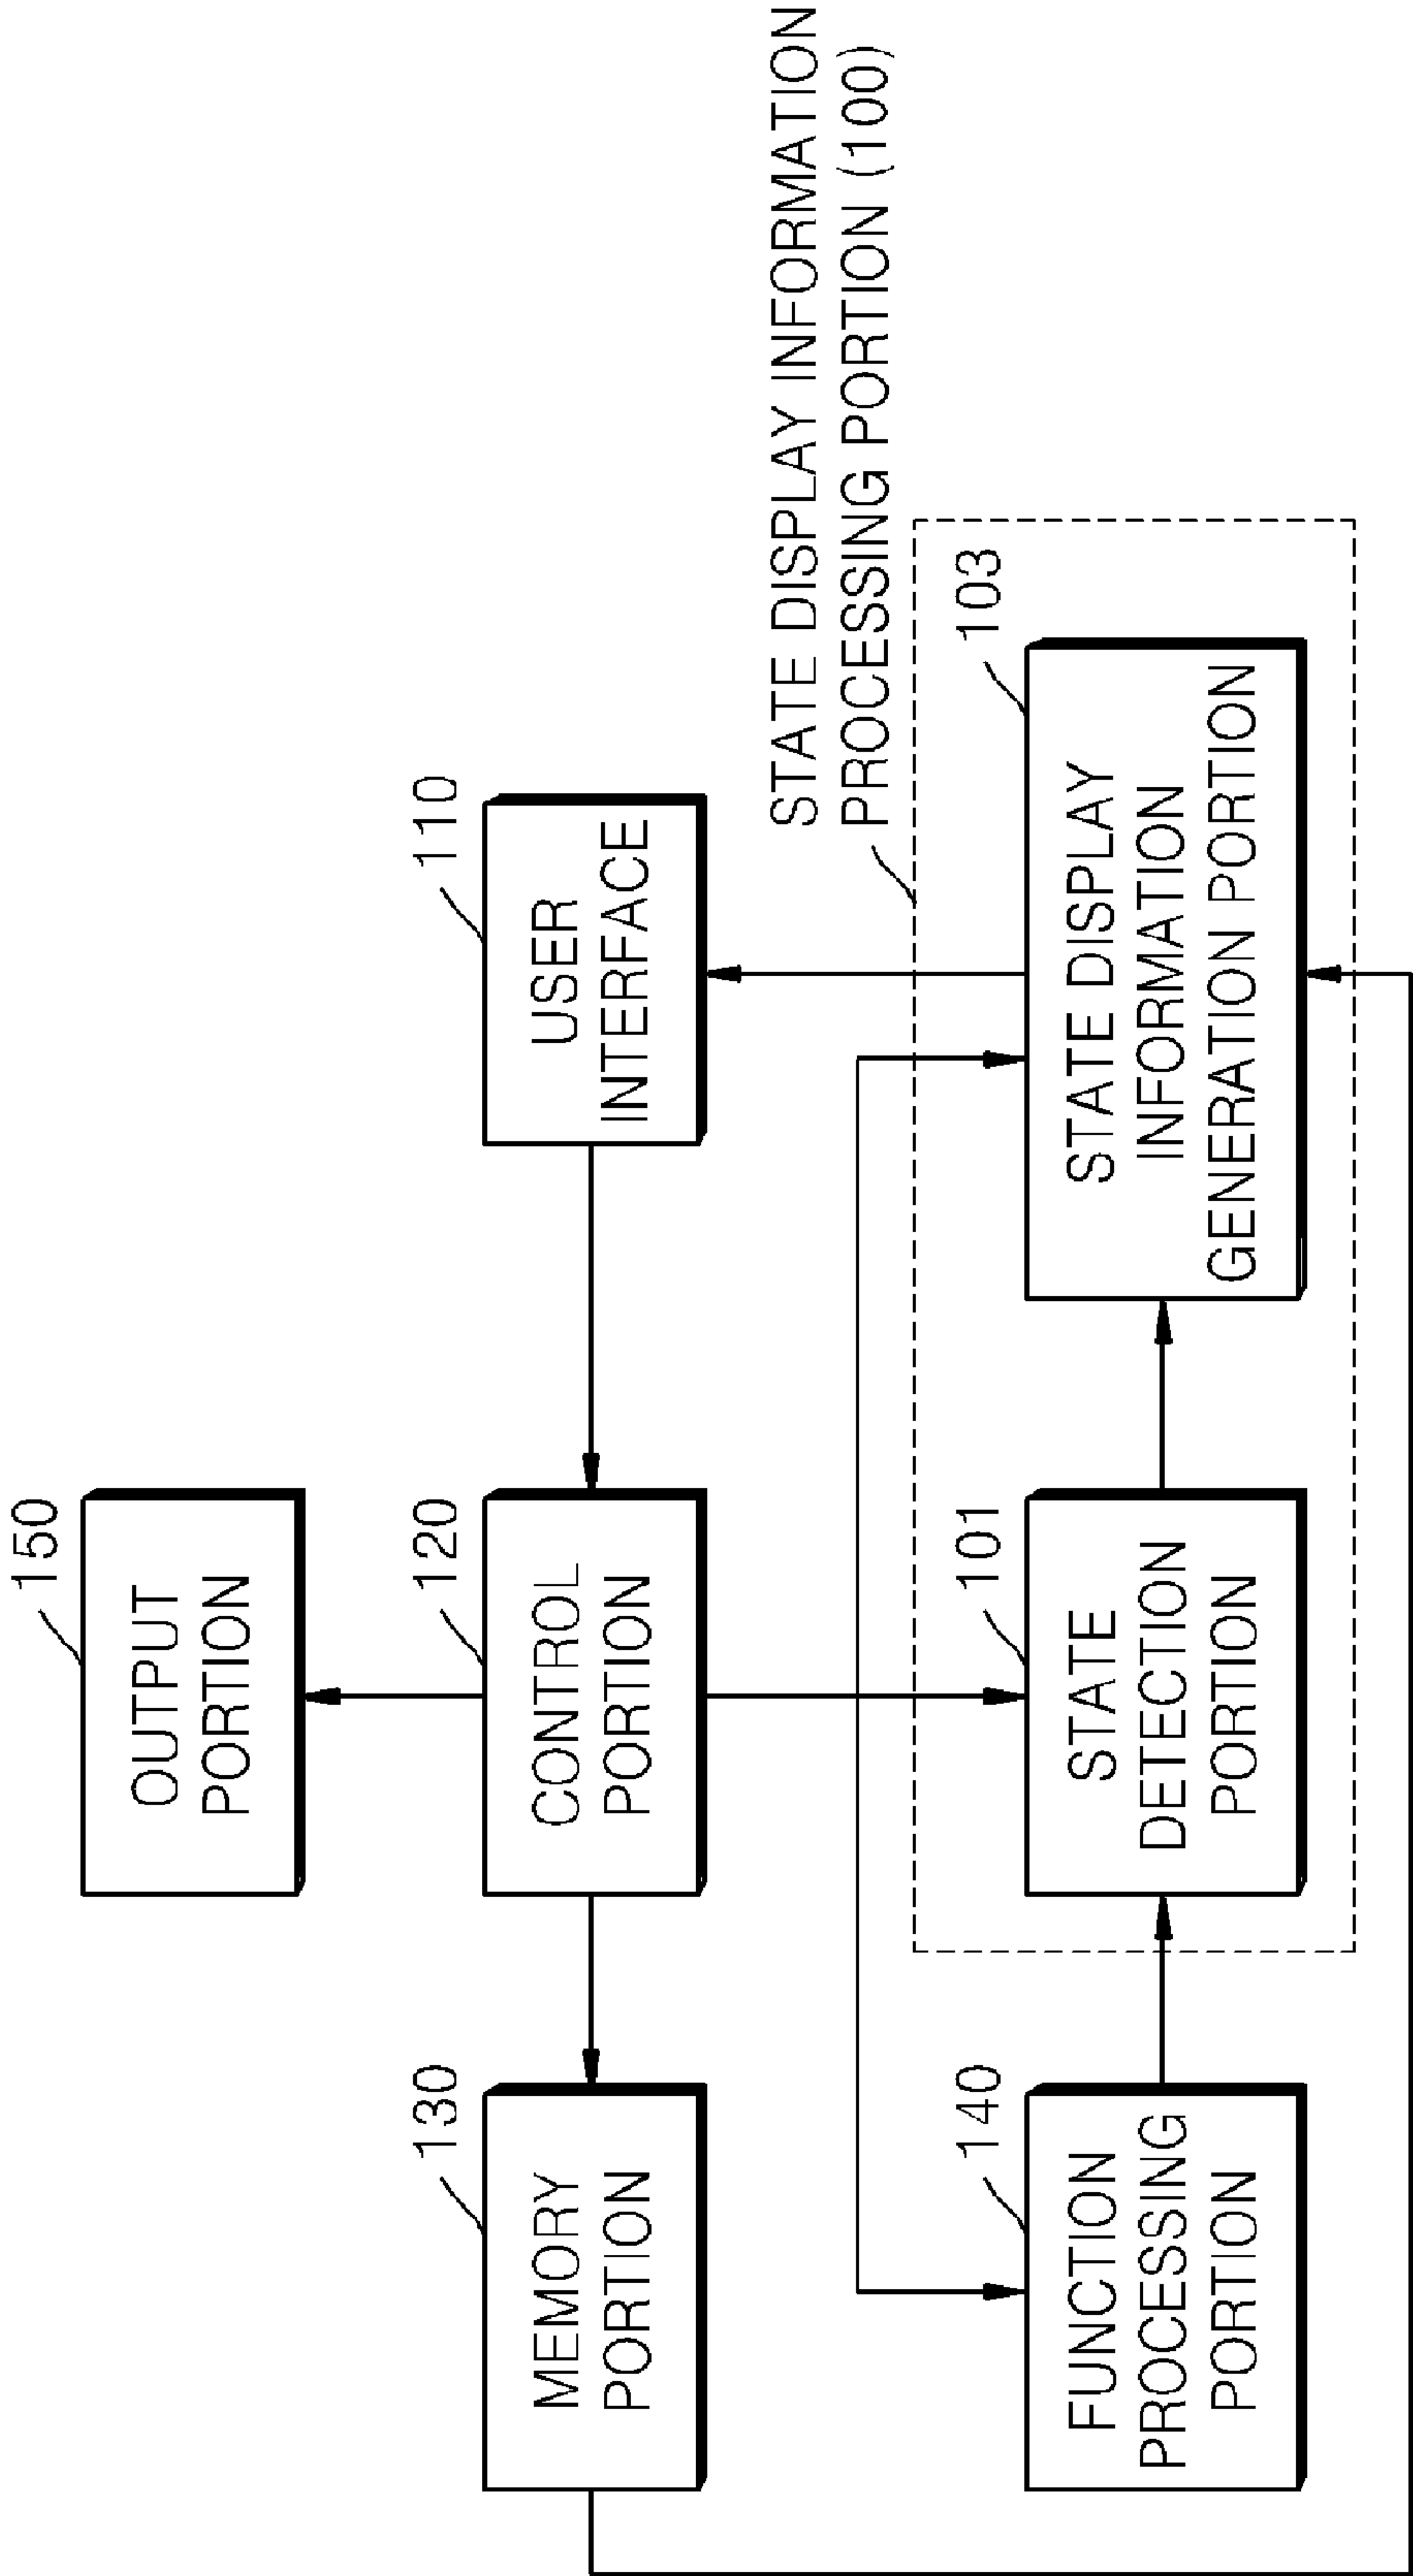 150
OUTPUT
PORTION
130
MEMORY
PORTION
120
CONTROL
PORTION
110
USER
INTERFACE
STATE DISPLAY INFORMATION
PROCESSING PORTION (100)
140
FUNCTION
PROCESSING
PORTION
101
STATE
DETECTION
PORTION
103
STATE DISPLAY
INFORMATION
GENERATION PORTION